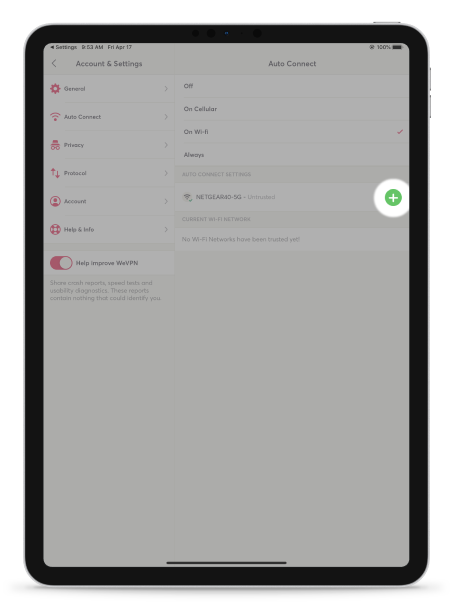 Settings 9:53 AM Fri Apr 17
100%
Account & Settings
Auto Connect
General
Auto Connect
Privacy
Protocol
Account
Help & Info
Help improve WeVPN
Share crash reports, speed tests and
usability diagnostics. These reports
contain nothing that could identify you.
Off
On Cellular
On Wi-fi
Always
AUTO CONNECT SETTINGS
NETGEAR40-5G - Untrusted
CURRENT WI-FI NETWORK
No Wi-Fi Networks have been trusted yet!